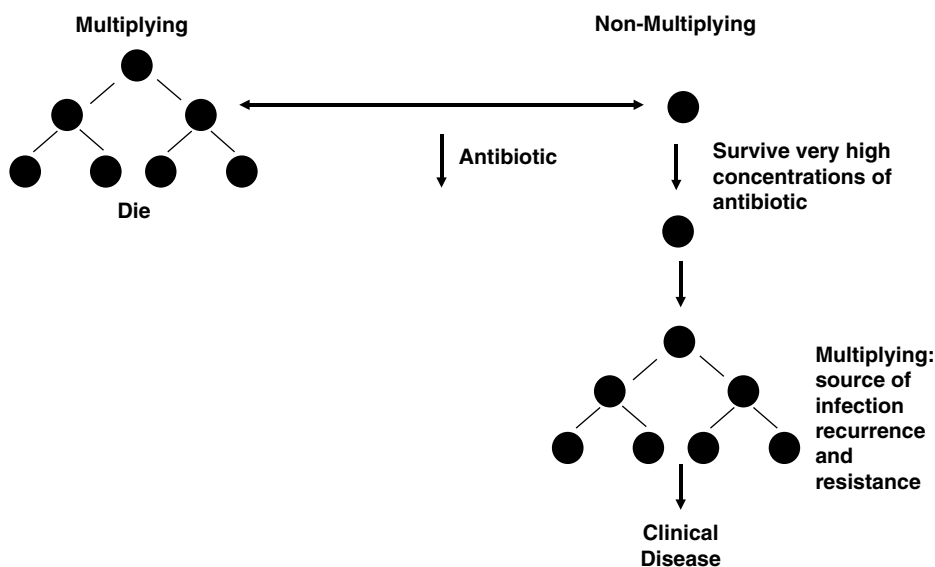 Multiplying
Non-Multiplying
Antibiotic
Survive very high
concentrations of
antibiotic
Die
Multiplying:
source of
infection
recurrence
and
resistance
Clinical
Disease